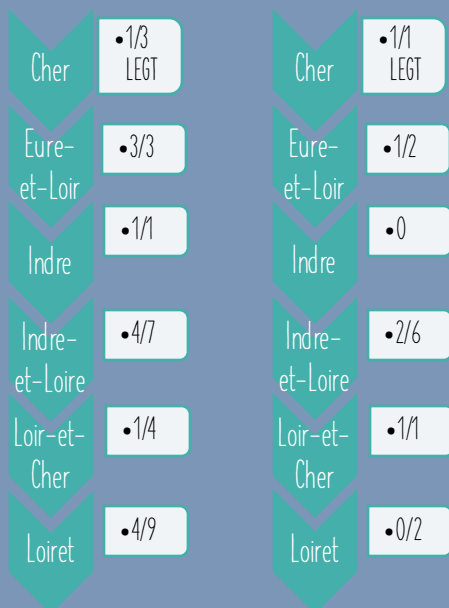 Cher
•1/3
LEGT
Eure-
et-Loir
•3/3
Indre
•1/1
Indre-
et-Loire
•4/7
Loir-et-
Cher
•1/4
Loiret
•4/9
Cher
•1/1
LEGT
Eure-
et-Loir
•1/2
Indre
•0
Indre-
et-Loire
•2/6
Loir-et-
Cher
•1/1
Loiret
•0/2